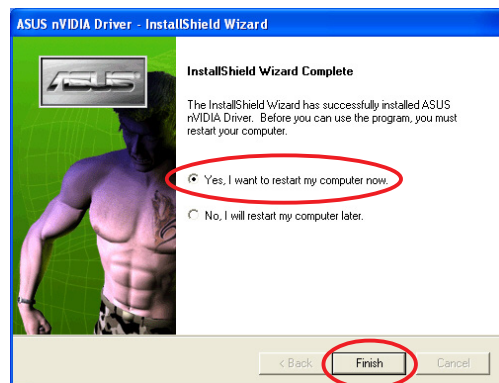 ASUS nVIDIA Driver - InstallShield Wizard
ASUS
InstallShield Wizard Complete
The InstallShield Wizard has successfully installed ASUS
nVIDIA Driver. Before you can use the program, you must
restart your computer.
Yes, I want to restart my computer now.
No, I will restart my computer later.
< Back
Finish
Cancel